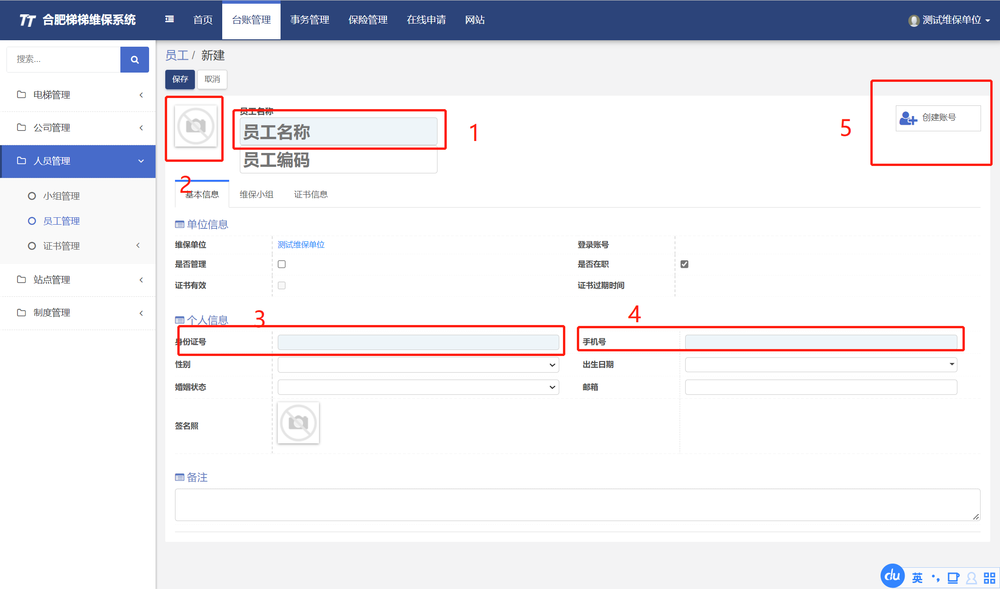 TT 合肥梯梯维保系统 首页 台账管理 事务管理 保险管理 在线申请 网站 测试维保单位
搜索...
电梯管理
公司管理
人员管理
小组管理
员工管理
证书管理
站点管理
制度管理
员工 / 新建
保存 取消
员工名称
员工名称
员工编码
1
5
创建账号
2
基本信息 维保小组 证书信息
单位信息
维保单位 测试维保单位 登录账号
是否管理 是否在职
证书有效 证书过期时间
个人信息 3 4
身份证号 手机号
性别 出生日期
婚姻状态 邮箱
签名照
备注
du 英 ·,